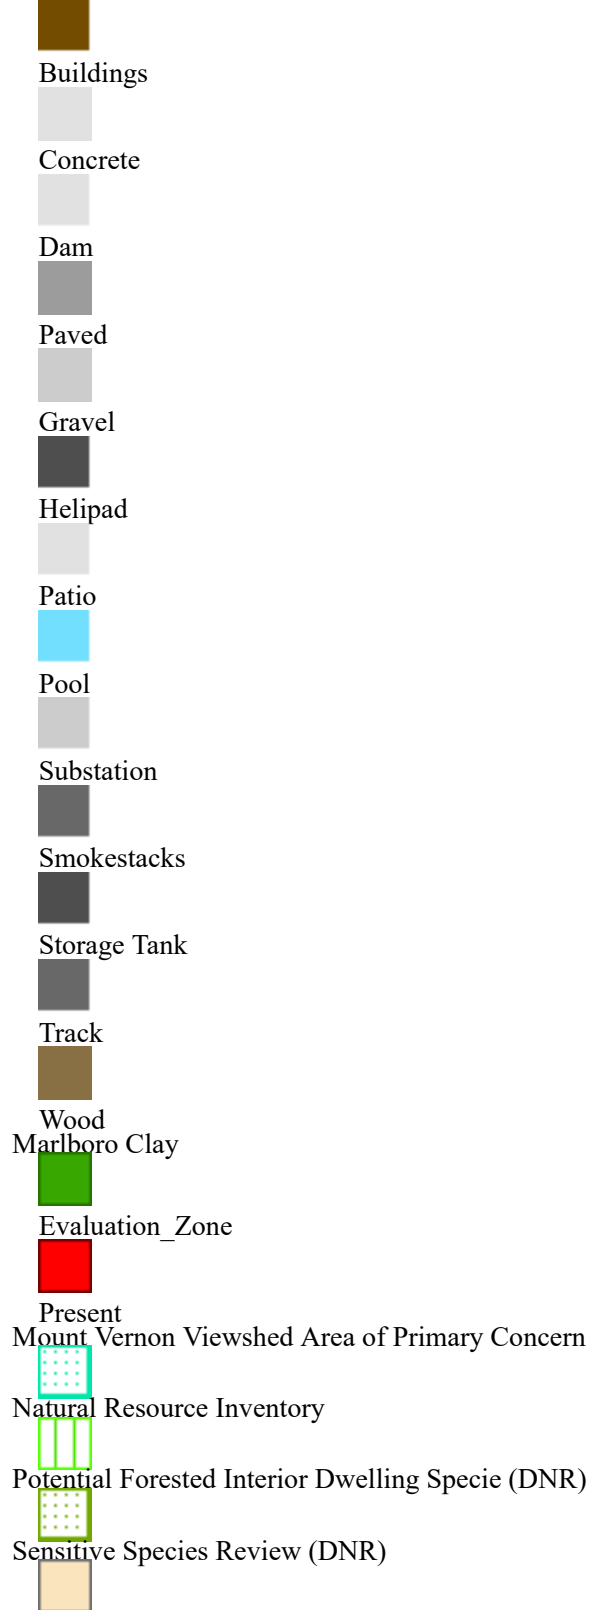 Buildings
Concrete
Dam
Paved
Gravel
Helipad
Patio
Pool
Substation
Smokestacks
Storage Tank
Track
Wood
Marlboro Clay
Evaluation_Zone
Present
Mount Vernon Viewshed Area of Primary Concern
Natural Resource Inventory
Potential Forested Interior Dwelling Specie (DNR)
Sensitive Species Review (DNR)